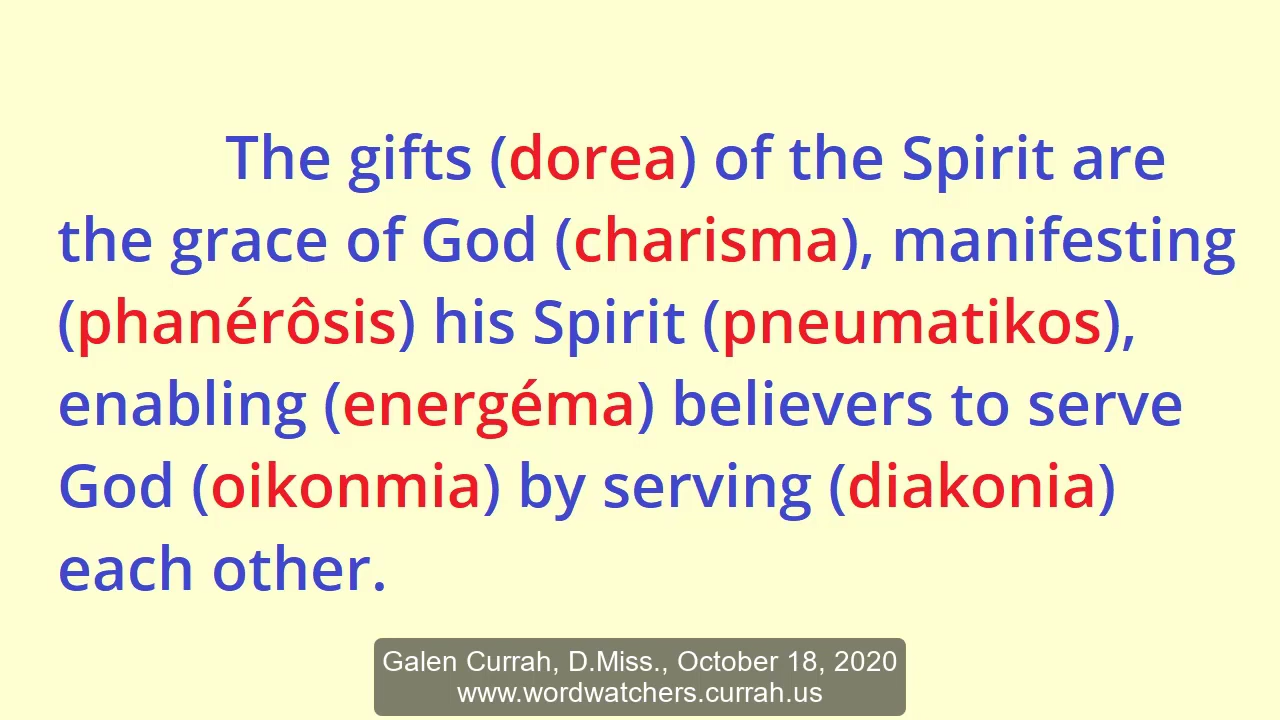 The gifts (dorea) of the Spirit are
the grace of God (charisma), manifesting
(phanérôsis) his Spirit (pneumatikos),
enabling (energéma) believers to serve
God (oikonmia) by serving (diakonia)
each other.
Galen Currah, D.Miss., October 18, 2020
www.wordwatchers.currah.us